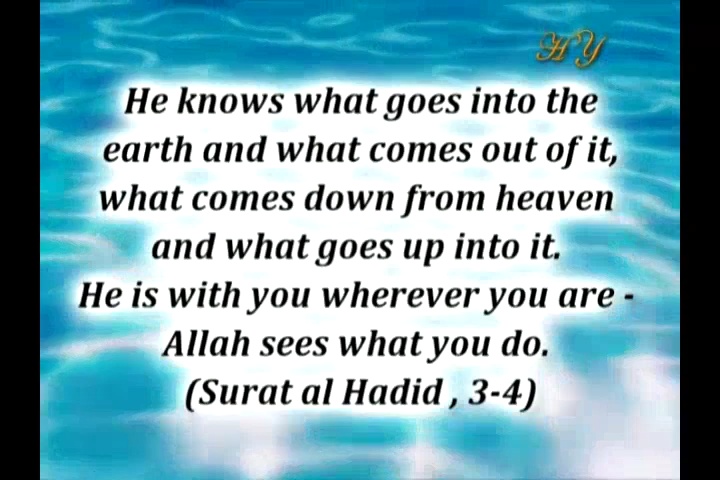 HY
He knows what goes into the
earth and what comes out of it,
what comes down from heaven
and what goes up into it.
He is with you wherever you are -
Allah sees what you do.
(Surat al Hadid , 3-4)